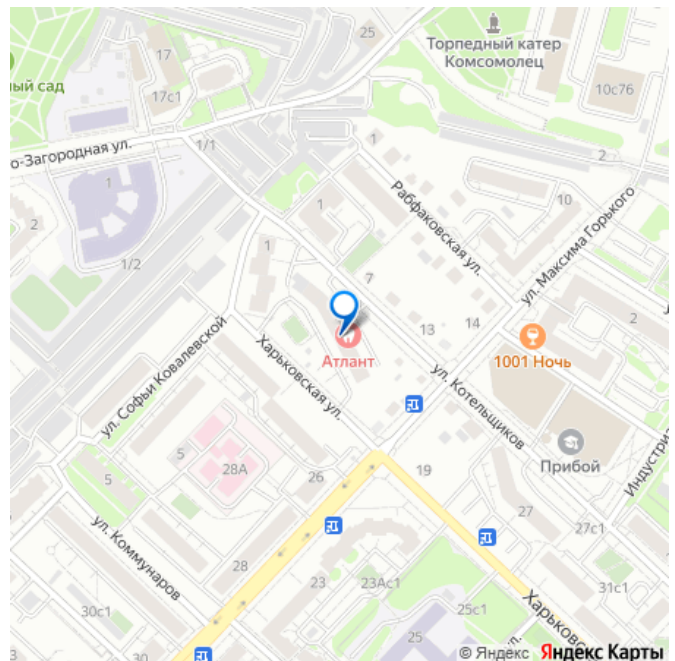 25
Торпедный катер
Комсомолец
17
17с1
10с76
ный сад
о-Загородная ул.
1/1
1
2
1
Рабфаковская ул.
1
10
ул. Максима Горького
2
1
1/2
7
13
14
2
1001 Ночь
Атлант
ул. Софьи Ковалевской
Харьковская ул.
ул. Котельщиков
Прибой
Индустриа
5
28А
5
26
19
27
27с1
ул. Коммунаров
28
23
23Ас1
25с1
31с1
30с1
25
Харьковс
ул.
© Яндекс Яндекс Карты